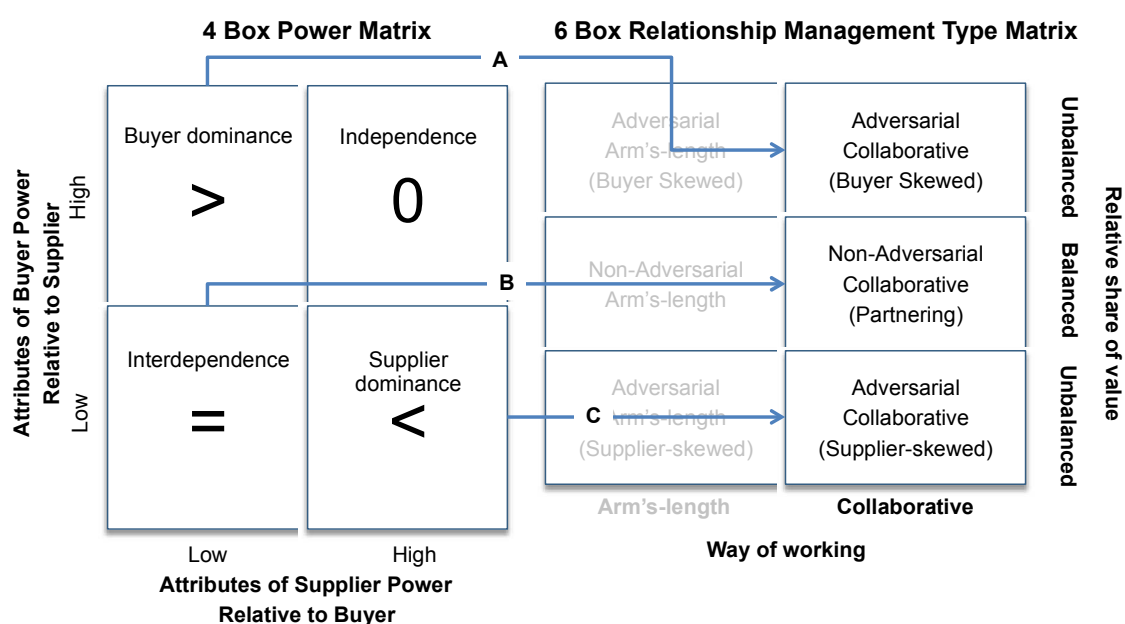 4 Box Power Matrix
6 Box Relationship Management Type Matrix
A
Buyer dominance
>
Independence
0
Adversarial
Arm's-length
(Buyer Skewed)
Adversarial
Collaborative
(Buyer Skewed)
Unbalanced
High
B
Non-Adversarial
Arm's-length
Non-Adversarial
Collaborative
(Partnering)
Balanced
Attributes of Buyer Power
Relative to Supplier
Relative share of value
Interdependence
=
Supplier
dominance
<
C
Adversarial
Arm's-length
(Supplier-skewed)
Adversarial
Collaborative
(Supplier-skewed)
Unbalanced
Low
Arm's-length
Collaborative
Way of working
Low
High
Attributes of Supplier Power
Relative to Buyer